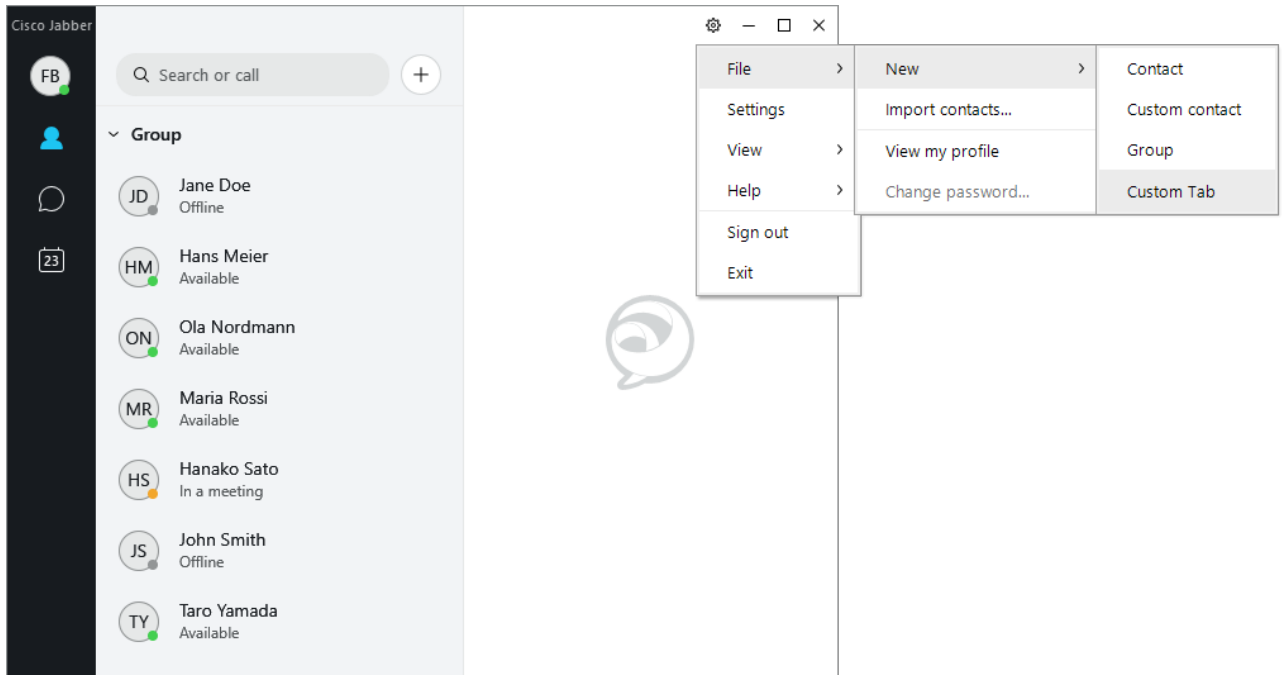 Cisco Jabber
FB
Search or call
Group
JD
Jane Doe
Offline
HM
Hans Meier
Available
ON
Ola Nordmann
Available
MR
Maria Rossi
Available
HS
Hanako Sato
In a meeting
JS
John Smith
Offline
TY
Taro Yamada
Available
23
File
Settings
View
Help
Sign out
Exit
New
Import contacts...
View my profile
Change password...
Contact
Custom contact
Group
Custom Tab